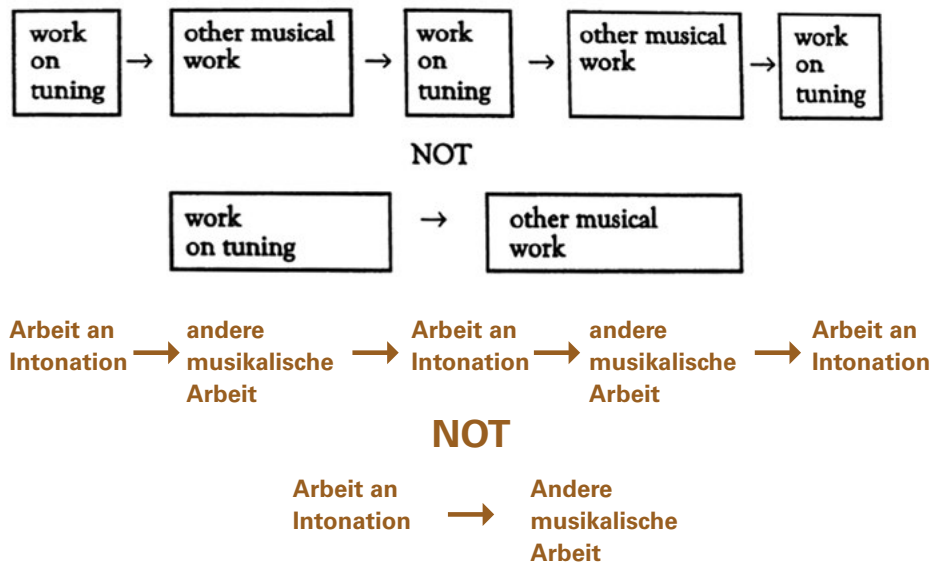 work
on
tuning
→
other musical
work
→
work
on
tuning
→
other musical
work
→
work
on
tuning
NOT
work
on tuning
→
other musical
work
Arbeit an
Intonation
→
andere
musikalische
Arbeit
→
Arbeit an
Intonation
→
andere
musikalische
Arbeit
→
Arbeit an
Intonation
NOT
Arbeit an
Intonation
→
Andere
musikalische
Arbeit